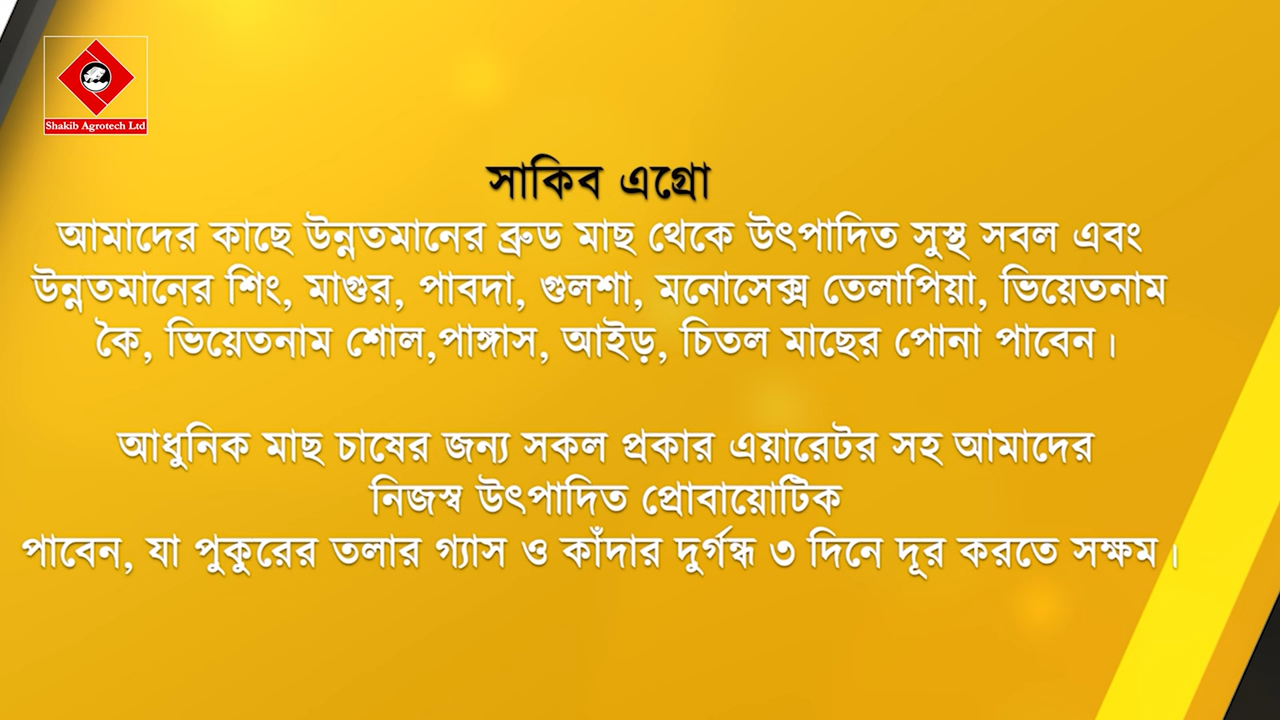 Shakib Agrotech Ltd
সাকিব এগ্রো
আমাদের কাছে উন্নতমানের ব্রুড মাছ থেকে উৎপাদিত সুস্থ সবল এবং
উন্নতমানের শিং, মাগুর, পাবদা, গুলশা, মনোসেক্স তেলাপিয়া, ভিয়েতনাম
কৈ, ভিয়েতনাম শোল,পাঙ্গাস, আইড়, চিতল মাছের পোনা পাবেন।
আধুনিক মাছ চাষের জন্য সকল প্রকার এয়ারেটর সহ আমাদের
নিজস্ব উৎপাদিত প্রোবায়োটিক
পাবেন, যা পুকুরের তলার গ্যাস ও কাঁদার দুর্গন্ধ ৩ দিনে দূর করতে সক্ষম।